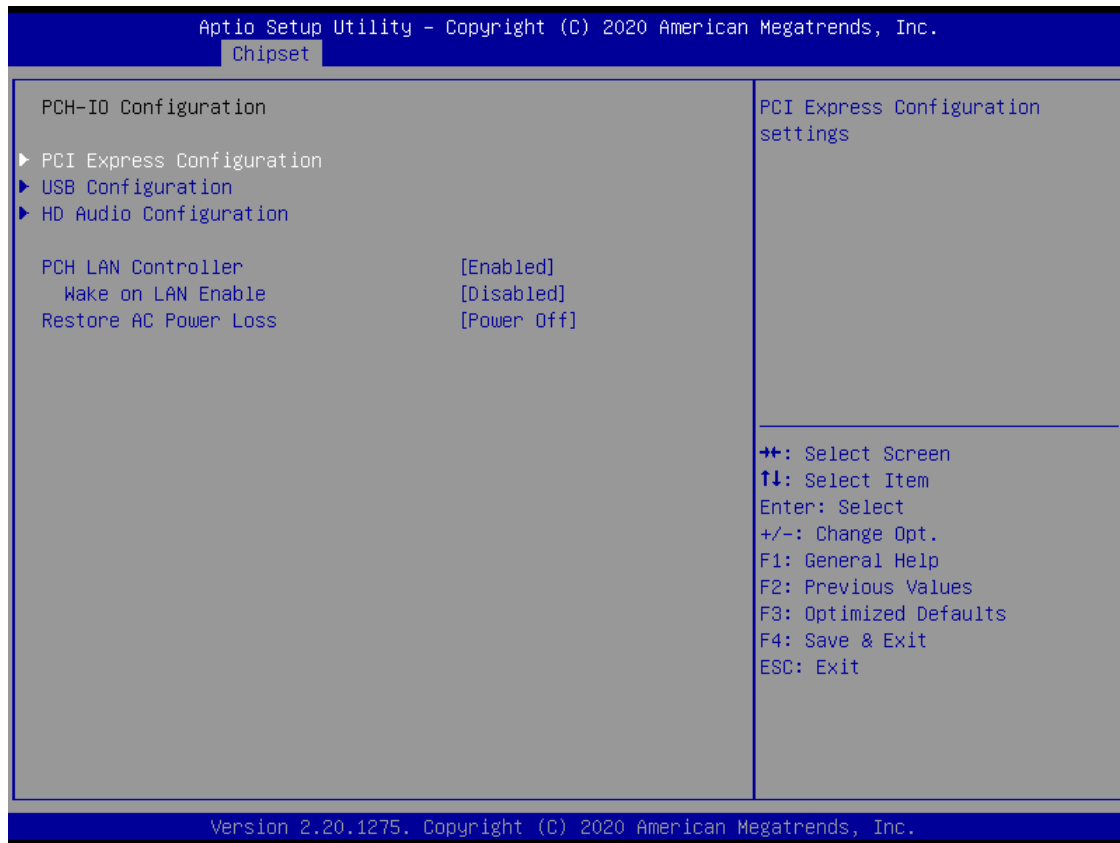 Aptio Setup Utility – Copyright (C) 2020 American Megatrends, Inc.
Chipset
PCH-IO Configuration
PCI Express Configuration
USB Configuration
HD Audio Configuration
PCH LAN Controller [Enabled]
Wake on LAN Enable [Disabled]
Restore AC Power Loss [Power Off]
PCI Express Configuration
settings
→←: Select Screen
↑↓: Select Item
Enter: Select
+/-: Change Opt.
F1: General Help
F2: Previous Values
F3: Optimized Defaults
F4: Save & Exit
ESC: Exit
Version 2.20.1275. Copyright (C) 2020 American Megatrends, Inc.